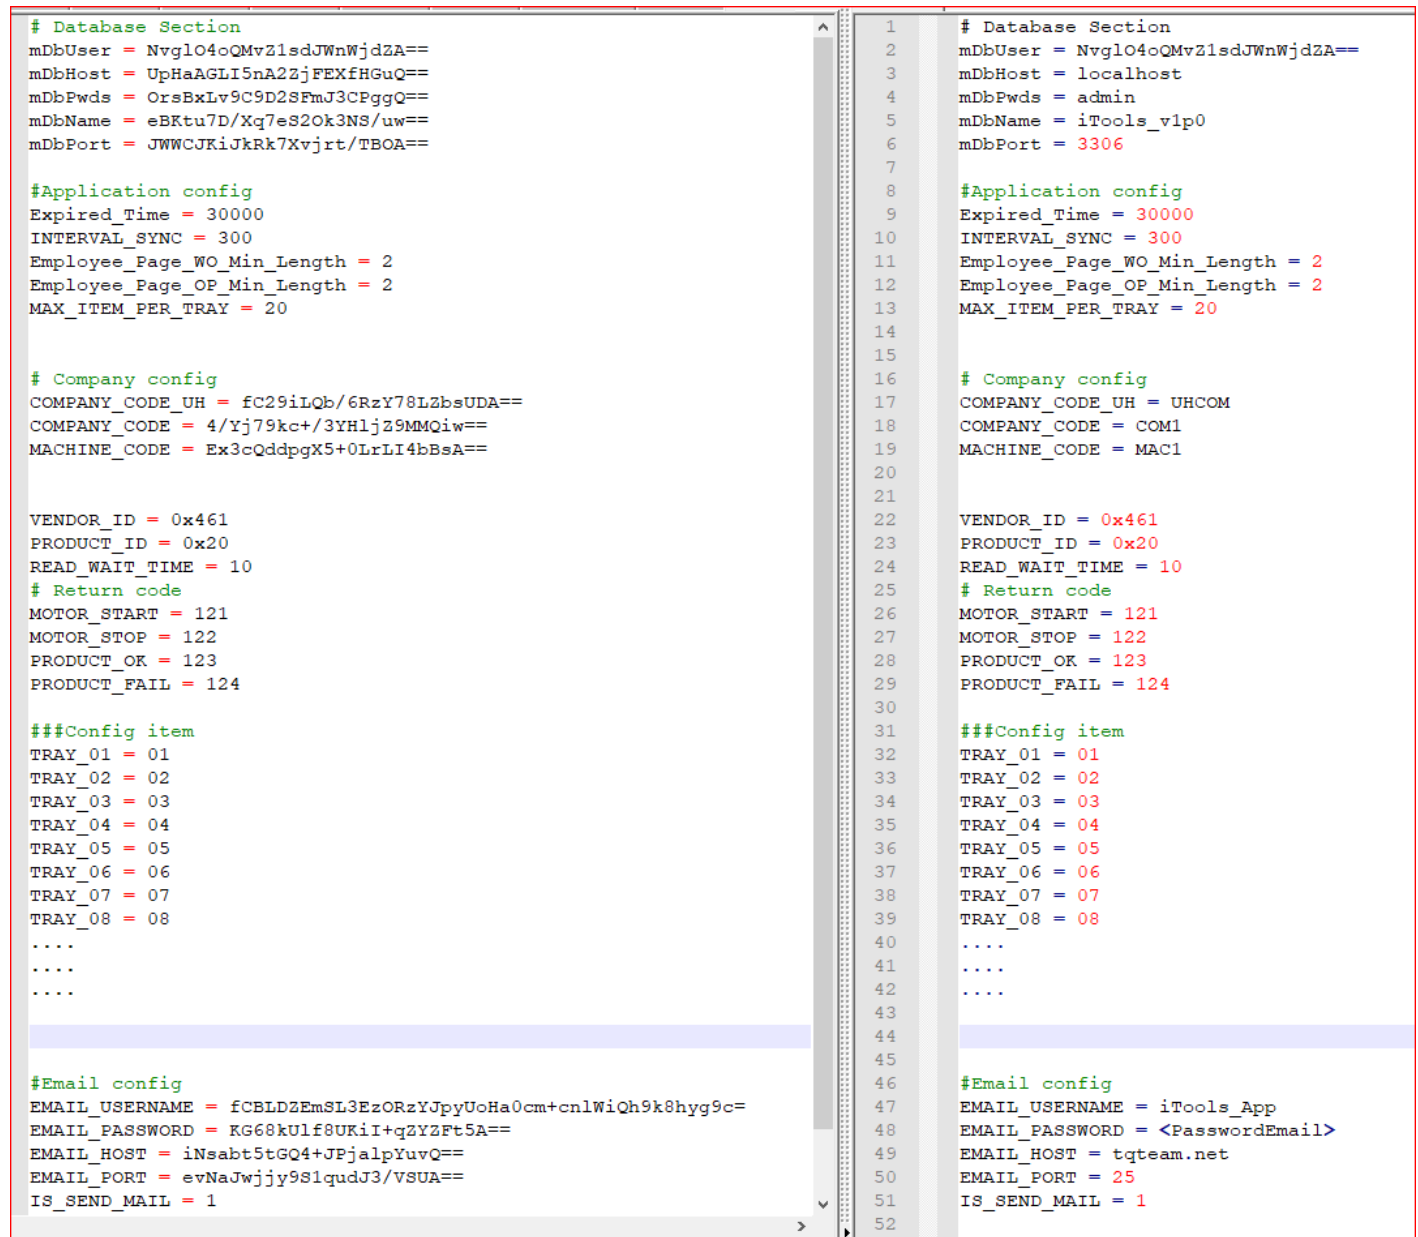 # Database Section
mDbUser = NvglO4oQMvZ1sdJWnWjdZA==
mDbHost = UpHaAGLI5nA2ZjFEXfHGuQ==
mDbPwds = OrsBxLv9C9D2SFmJ3CPggQ==
mDbName = eBKtu7D/Xq7eS2Ok3NS/uw==
mDbPort = JWWCJKiJkRk7Xvjrt/TBOA==
#Application config
Expired_Time = 30000
INTERVAL_SYNC = 300
Employee_Page_WO_Min_Length = 2
Employee_Page_OP_Min_Length = 2
MAX_ITEM_PER_TRAY = 20
# Company config
COMPANY_CODE_UH = fC29iLQb/6RzY78LZbsUDA==
COMPANY_CODE = 4/Yj79kc+/3YHljZ9MMQiw==
MACHINE_CODE = Ex3cQddpgX5+0LrLI4bBsA==
VENDOR_ID = 0x461
PRODUCT_ID = 0x20
READ_WAIT_TIME = 10
# Return code
MOTOR_START = 121
MOTOR_STOP = 122
PRODUCT_OK = 123
PRODUCT_FAIL = 124
###Config item
TRAY_01 = 01
TRAY_02 = 02
TRAY_03 = 03
TRAY_04 = 04
TRAY_05 = 05
TRAY_06 = 06
TRAY_07 = 07
TRAY_08 = 08
....
....
....
#Email config
EMAIL_USERNAME = fCBLDZEmSL3EzORzYJpyUoHa0cm+cnlWiQh9k8hyg9c=
EMAIL_PASSWORD = KG68kUlf8UKiI+qZYZFt5A==
EMAIL_HOST = iNsabt5tGQ4+JPjalpYuvQ==
EMAIL_PORT = evNaJwjjy9S1qudJ3/VSUA==
IS_SEND_MAIL = 1
1 # Database Section
2 mDbUser = NvglO4oQMvZ1sdJWnWjdZA==
3 mDbHost = localhost
4 mDbPwds = admin
5 mDbName = iTools_v1p0
6 mDbPort = 3306
7
8 #Application config
9 Expired_Time = 30000
10 INTERVAL_SYNC = 300
11 Employee_Page_WO_Min_Length = 2
12 Employee_Page_OP_Min_Length = 2
13 MAX_ITEM_PER_TRAY = 20
14
15
16 # Company config
17 COMPANY_CODE_UH = UHCOM
18 COMPANY_CODE = COM1
19 MACHINE_CODE = MAC1
20
21
22 VENDOR_ID = 0x461
23 PRODUCT_ID = 0x20
24 READ_WAIT_TIME = 10
25 # Return code
26 MOTOR_START = 121
27 MOTOR_STOP = 122
28 PRODUCT_OK = 123
29 PRODUCT_FAIL = 124
30
31 ###Config item
32 TRAY_01 = 01
33 TRAY_02 = 02
34 TRAY_03 = 03
35 TRAY_04 = 04
36 TRAY_05 = 05
37 TRAY_06 = 06
38 TRAY_07 = 07
39 TRAY_08 = 08
40 ....
41 ....
42 ....
43
44
45
46 #Email config
47 EMAIL_USERNAME = iTools_App
48 EMAIL_PASSWORD = <PasswordEmail>
49 EMAIL_HOST = tqteam.net
50 EMAIL_PORT = 25
51 IS_SEND_MAIL = 1
52